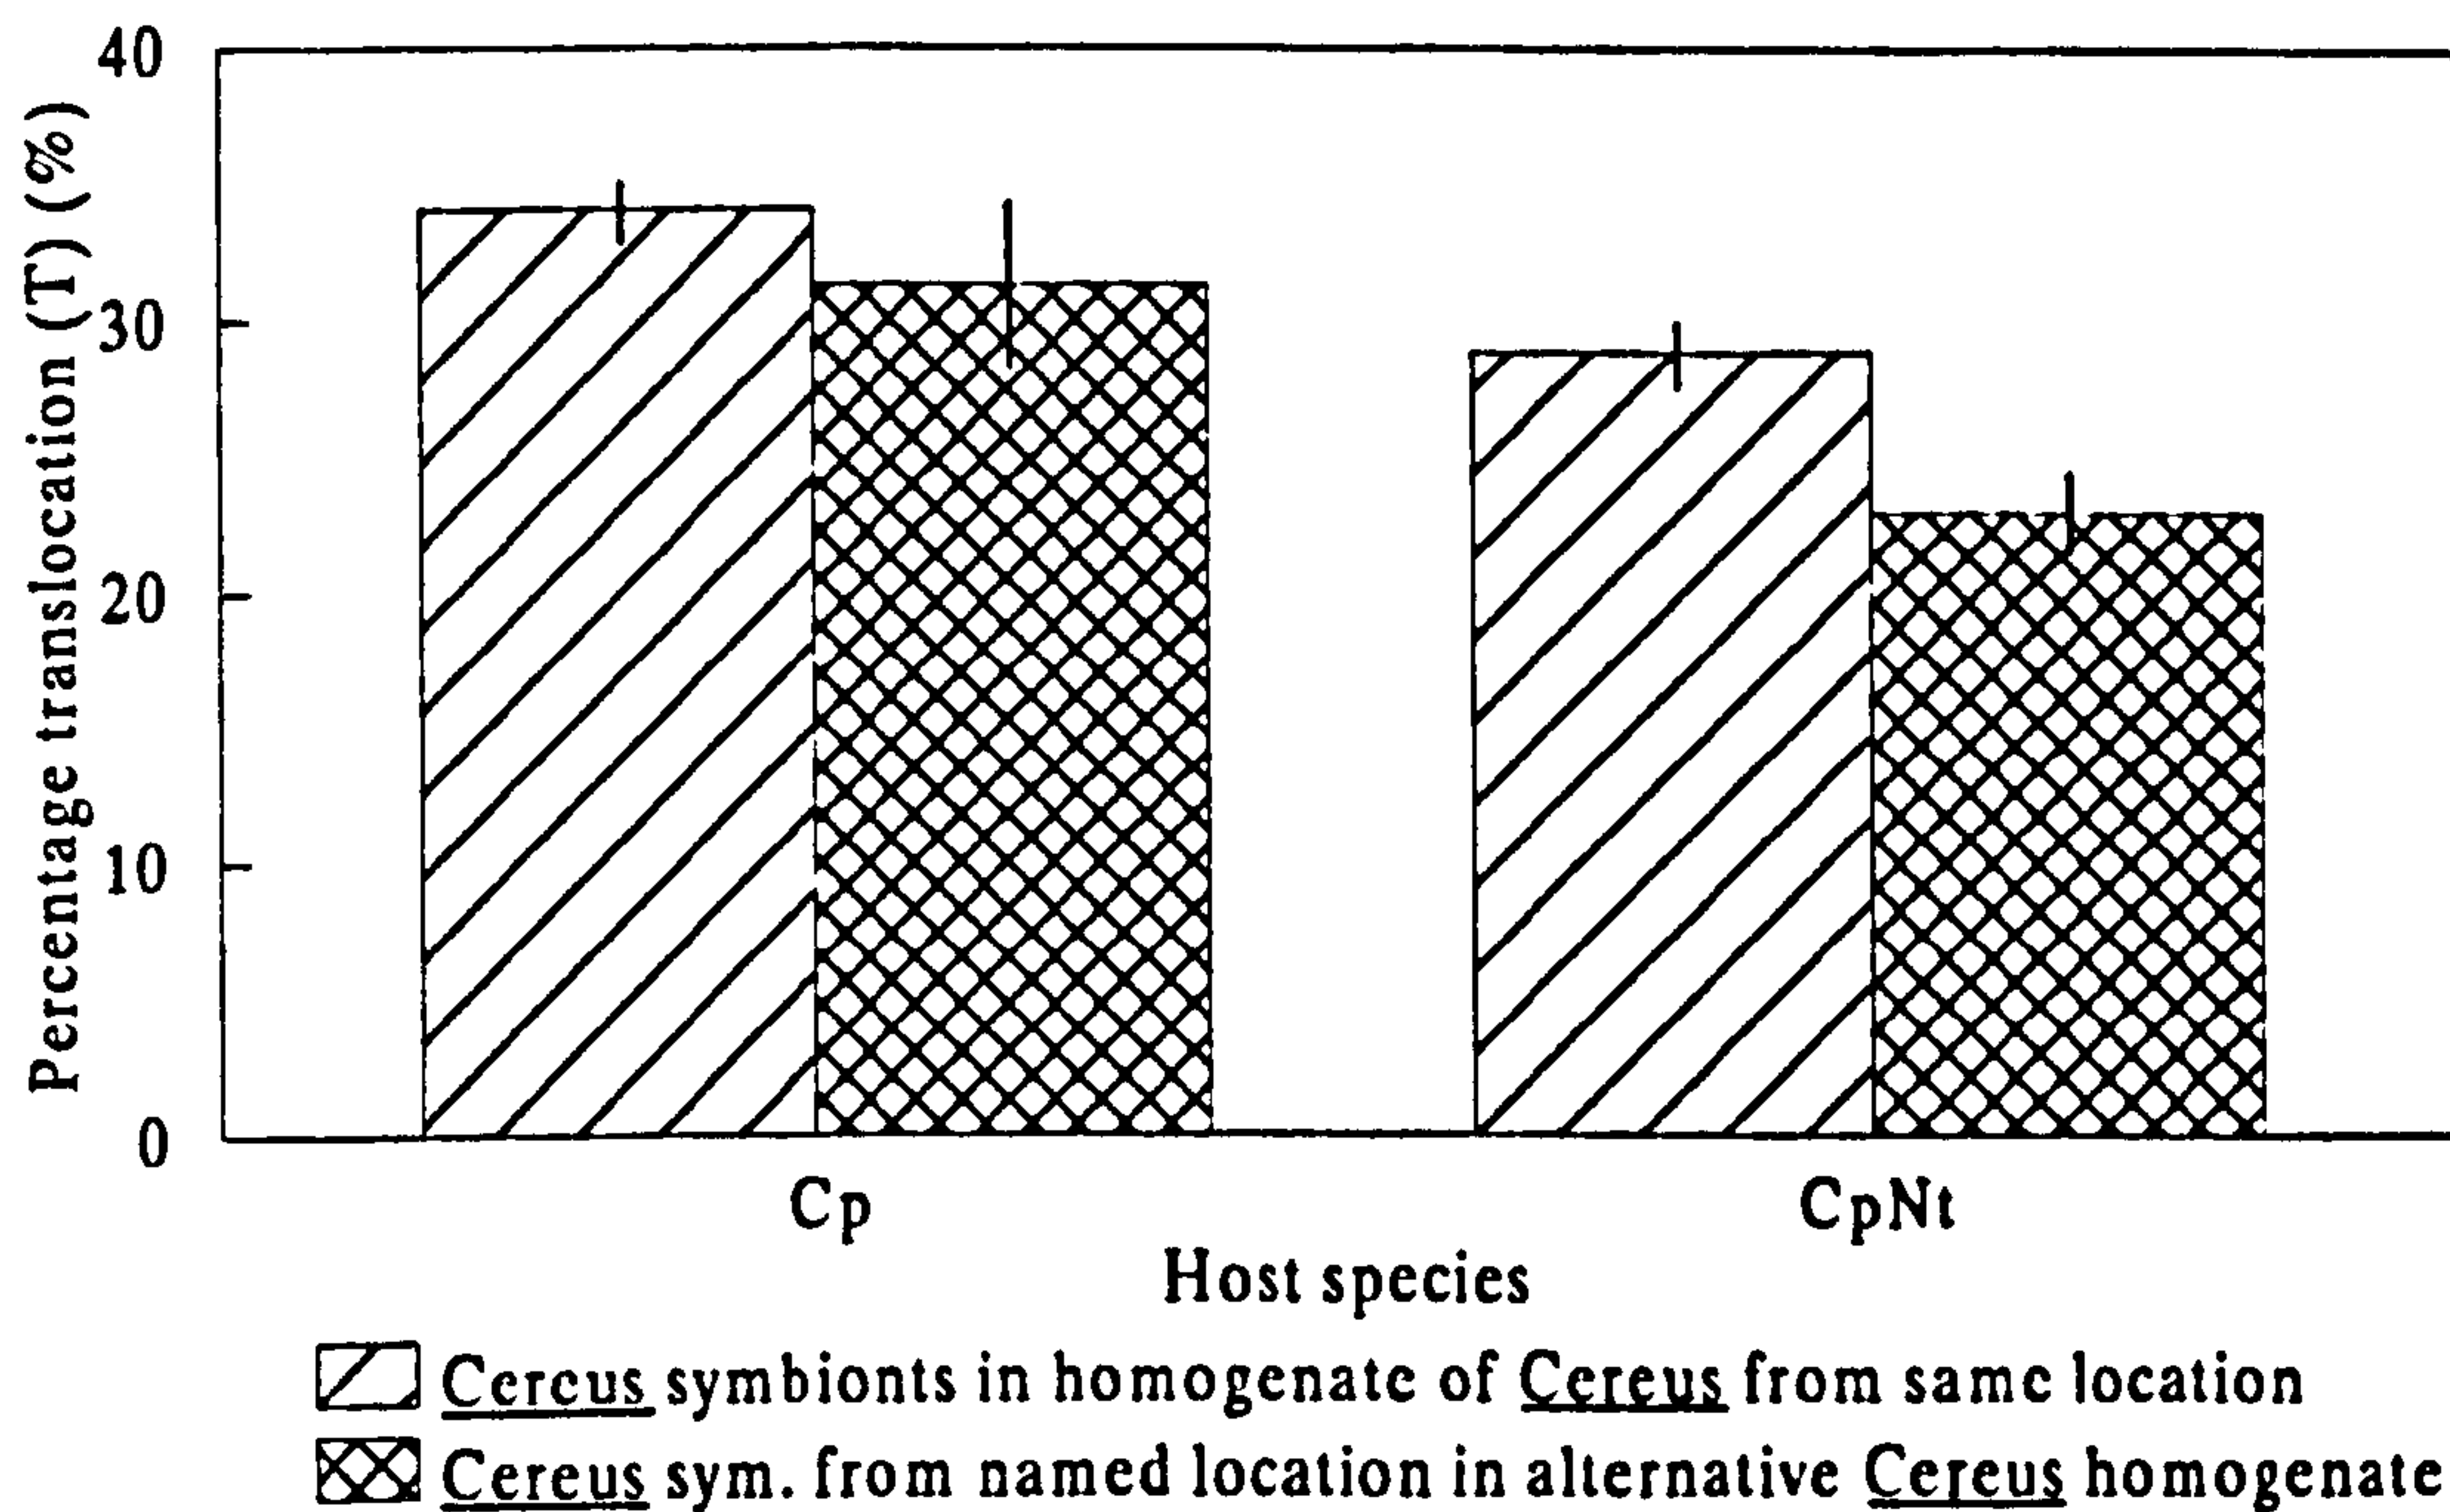 Percentage translocation (T) (%)
40
30
20
10
0
Cp
CpNt
Host species
Cereus symbionts in homogenate of Cereus from same location
Cereus sym. from named location in alternative Cereus homogenate